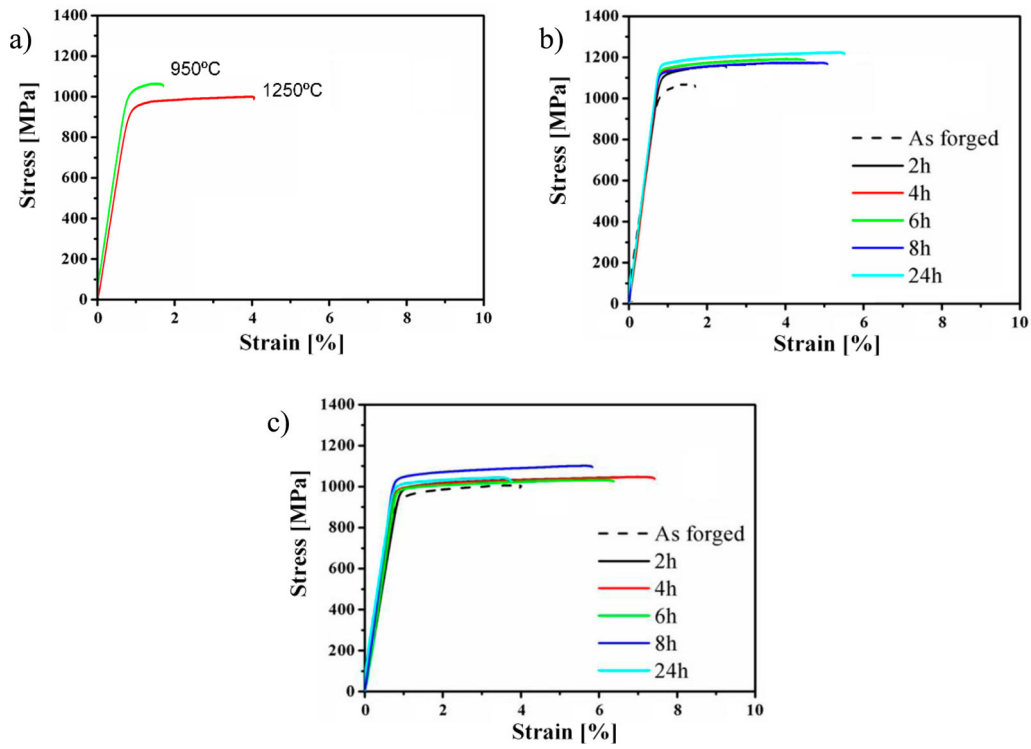 a)
1400
1200
1000
800
600
400
200
0
Stress [MPa]
950ºC
1250ºC
0 2 4 6 8 10
Strain [%]
b)
1400
1200
1000
800
600
400
200
0
Stress [MPa]
As forged
2h
4h
6h
8h
24h
0 2 4 6 8 10
Strain [%]
c)
1400
1200
1000
800
600
400
200
0
Stress [MPa]
As forged
2h
4h
6h
8h
24h
0 2 4 6 8 10
Strain [%]